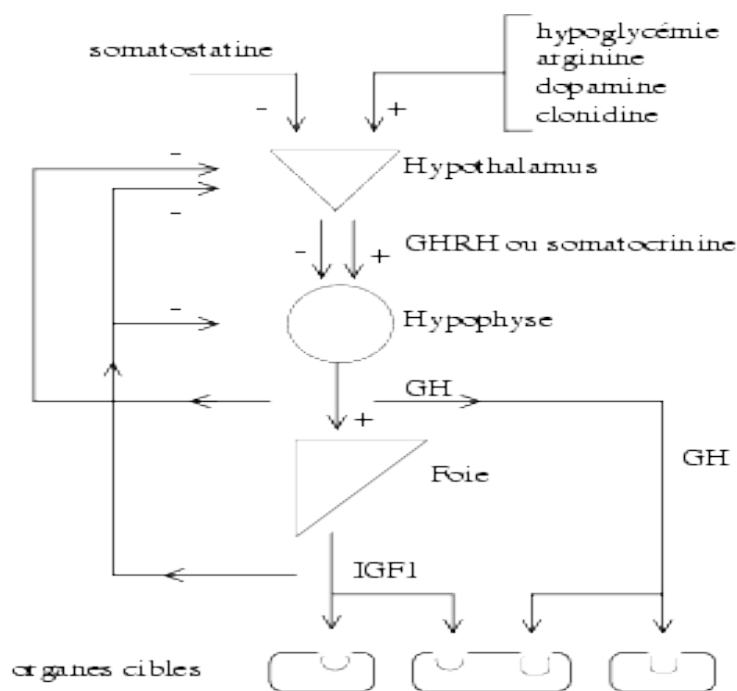 somatostatine
hypoglycémie
arginine
dopamine
clonidine
- +
-
Hypothalamus
-
- +
GHRH ou somatocrinine
-
Hypophyse
GH
+
GH
Foie
IGF1
organes cibles